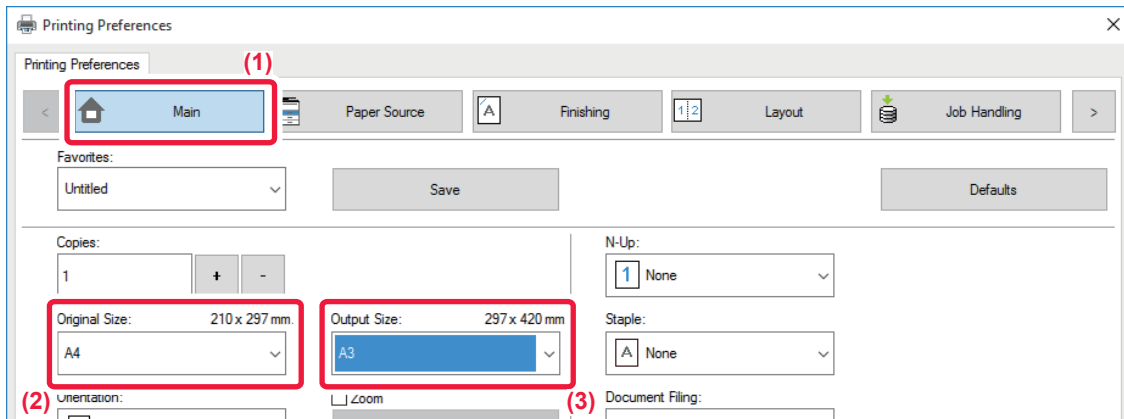 Printing Preferences
Printing Preferences
(1)
< Main Paper Source Finishing Layout Job Handling >
Favorites:
Untitled Save Defaults
Copies: N-Up:
1 + - 1 None
Original Size: 210 x 297 mm. Output Size: 297 x 420 mm Staple:
A4 A3 A None
(2) Orientation: Zoom (3) Document Filing: